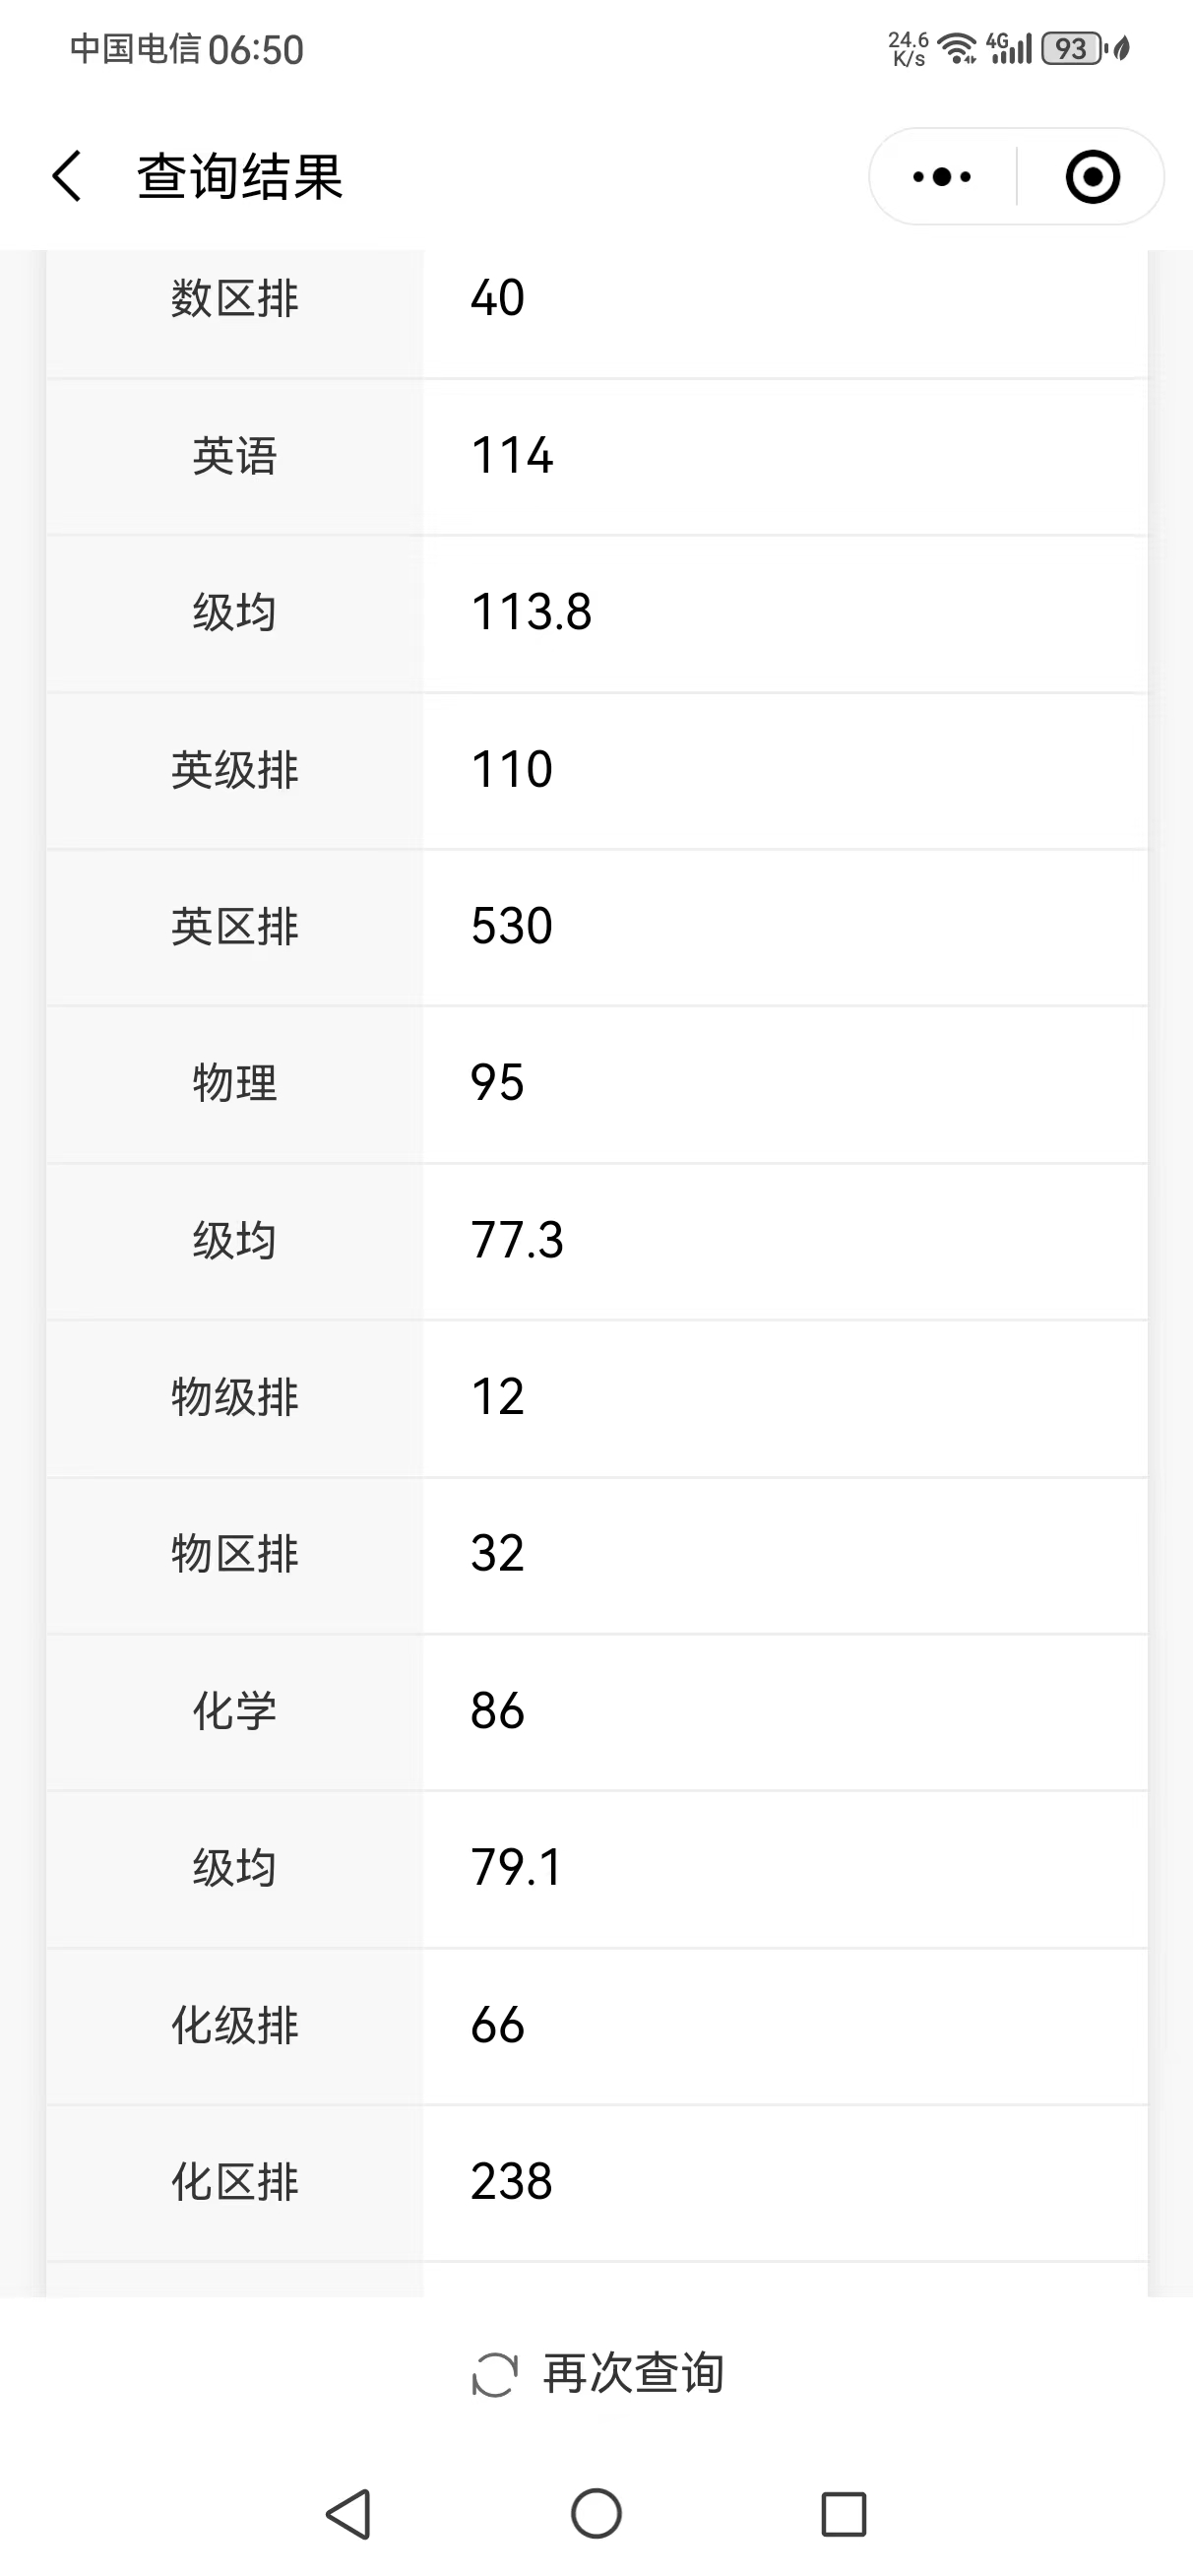 中国电信 06:50
24.6 K/s 4G 93
查询结果
数区排 40
英语 114
级均 113.8
英级排 110
英区排 530
物理 95
级均 77.3
物级排 12
物区排 32
化学 86
级均 79.1
化级排 66
化区排 238
再次查询